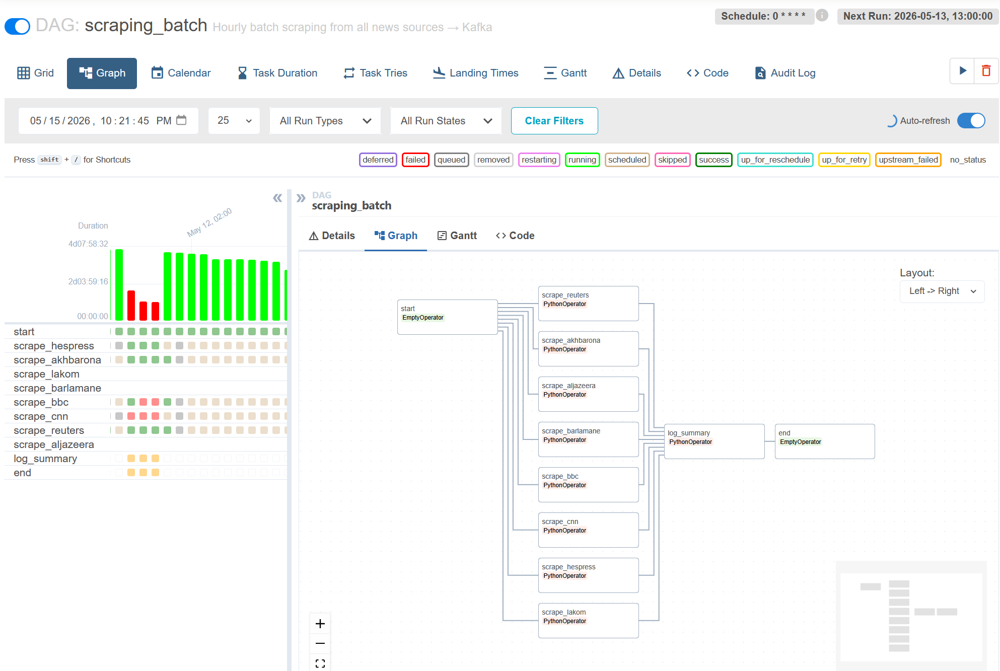 DAG: scraping_batch Hourly batch scraping from all news sources → Kafka
Schedule: 0 * * * *
Next Run: 2026-05-13, 13:00:00
Grid
Graph
Calendar
Task Duration
Task Tries
Landing Times
Gantt
Details
Code
Audit Log
05/15/2026, 10:21:45 PM
25
All Run Types
All Run States
Clear Filters
Auto-refresh
Press shift + / for Shortcuts
deferred
failed
queued
removed
restarting
running
scheduled
skipped
success
up_for_reschedule
up_for_retry
upstream_failed
no_status
May 12, 02:00
Duration
4d07:58:32
2d03:59:16
00:00:00
start
scrape_hespress
scrape_akhbarona
scrape_lakom
scrape_barlamane
scrape_bbc
scrape_cnn
scrape_reuters
scrape_aljazeera
log_summary
end
DAG
scraping_batch
Details
Graph
Gantt
Code
Layout:
Left -> Right
start
EmptyOperator
scrape_reuters
PythonOperator
scrape_akhbarona
PythonOperator
scrape_aljazeera
PythonOperator
scrape_barlamane
PythonOperator
scrape_bbc
PythonOperator
scrape_cnn
PythonOperator
scrape_hespress
PythonOperator
scrape_lakom
PythonOperator
log_summary
PythonOperator
end
EmptyOperator